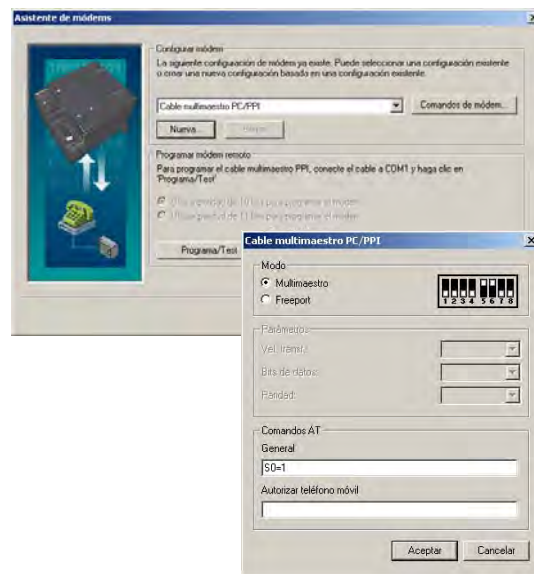 Asistente de módems
Configurar módem
La siguiente configuración de módem ya existe. Puede seleccionar una configuración existente
o crear una nueva configuración basada en una configuración existente.
Cable multimaestro PC/PPI
Comandos de módem...
Nueva...
Programar módem remoto
Para programar el cable multimaestro PPI, conecte el cable a COM1 y haga clic en
'Programa/Test'
Programa/Test
Cable multimaestro PC/PPI
Modo
Multimaestro
Freeport
1 2 3 4 5 6 7 8
Parámetros
Vel. transf.:
Bits de datos:
Paridad:
Comandos AT
General
S0=1
Autorizar teléfono móvil
Aceptar
Cancelar